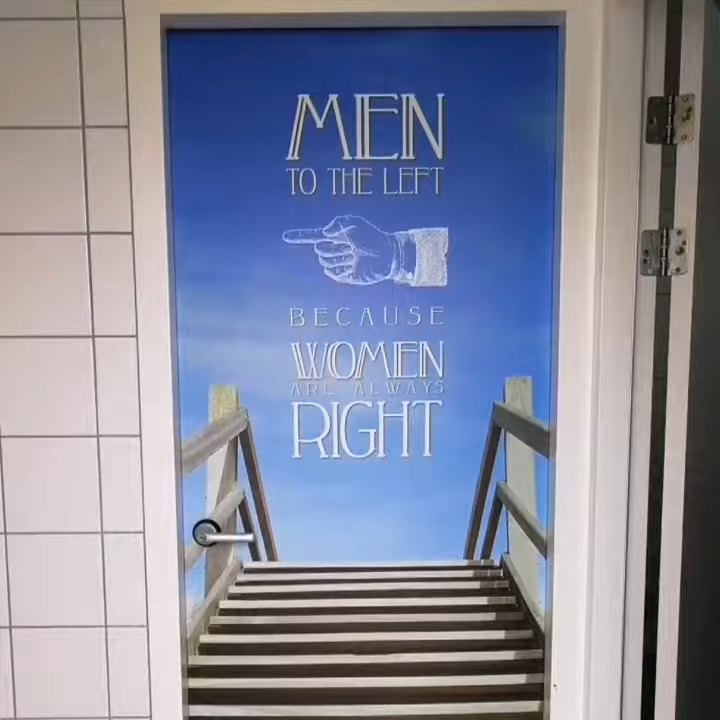 MEN
TO THE LEFT
BECAUSE
WOMEN
ARE ALWAYS
RIGHT